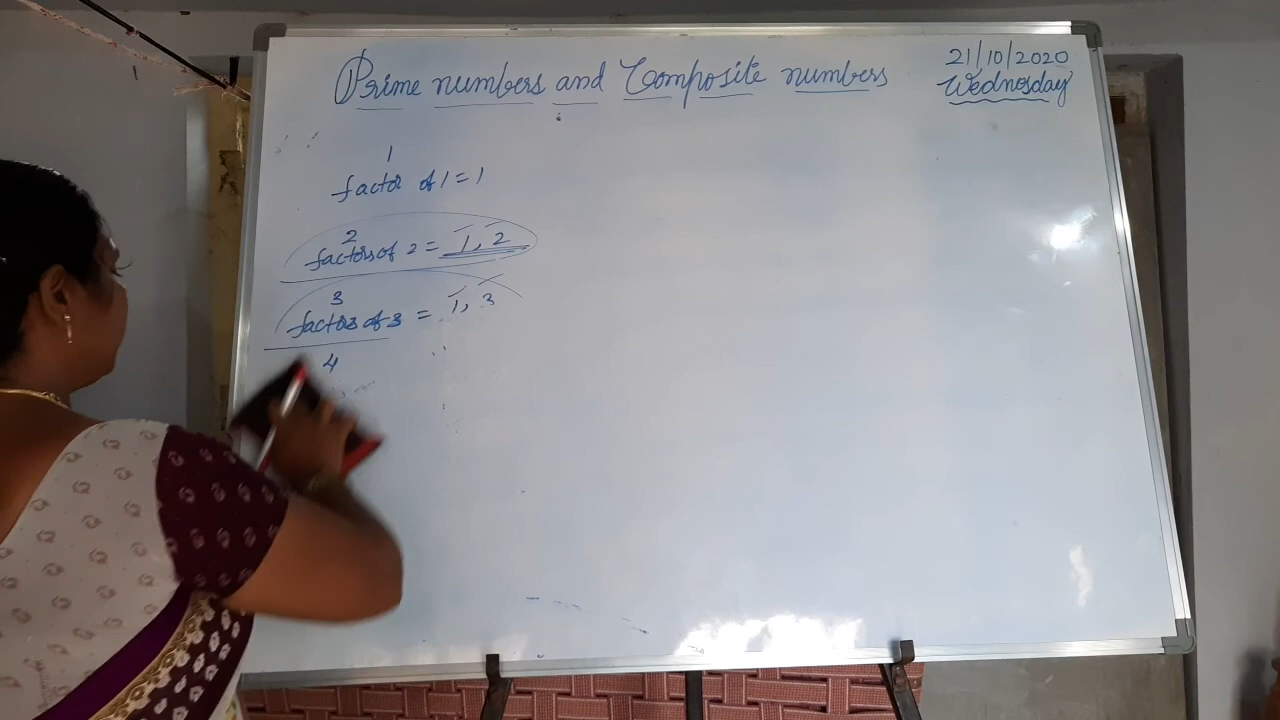 Prime numbers and Composite numbers
21/10/2020
Wednesday
1
factor of 1 = 1
2
factors of 2 = 1, 2
3
factors of 3 = 1, 3
4